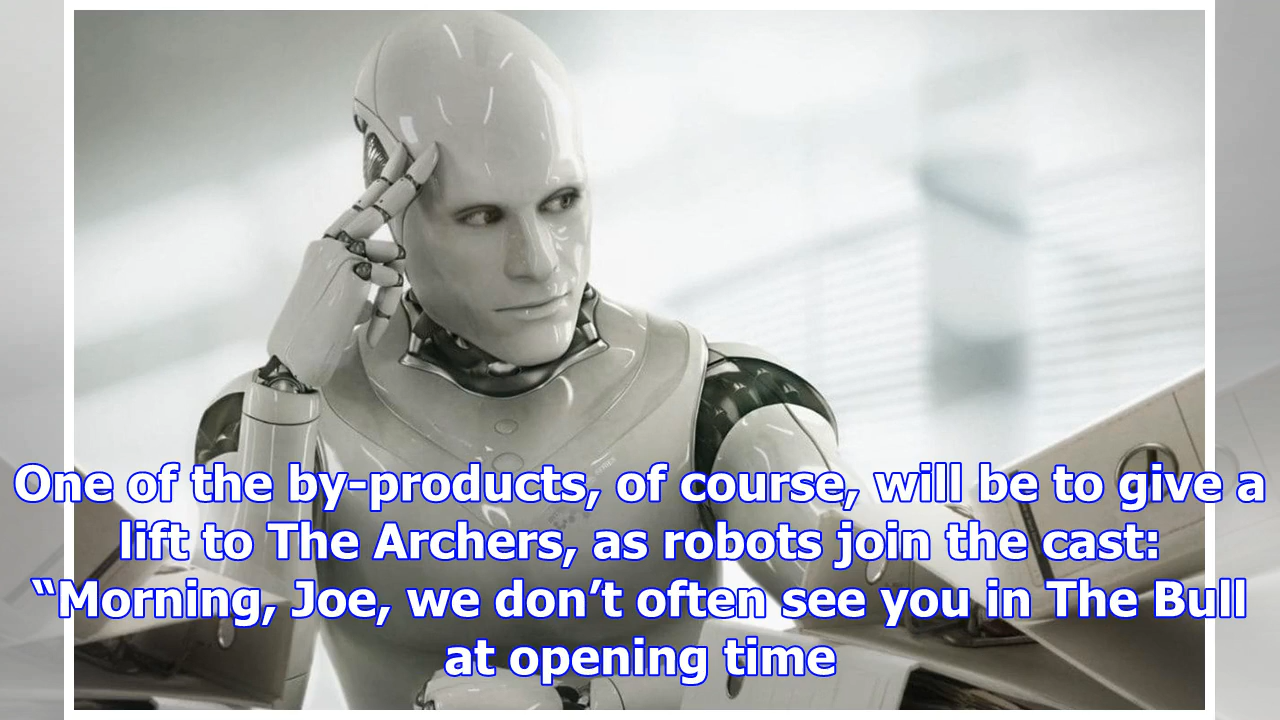 One of the by-products, of course, will be to give a
lift to The Archers, as robots join the cast:
“Morning, Joe, we don’t often see you in The Bull
at opening time